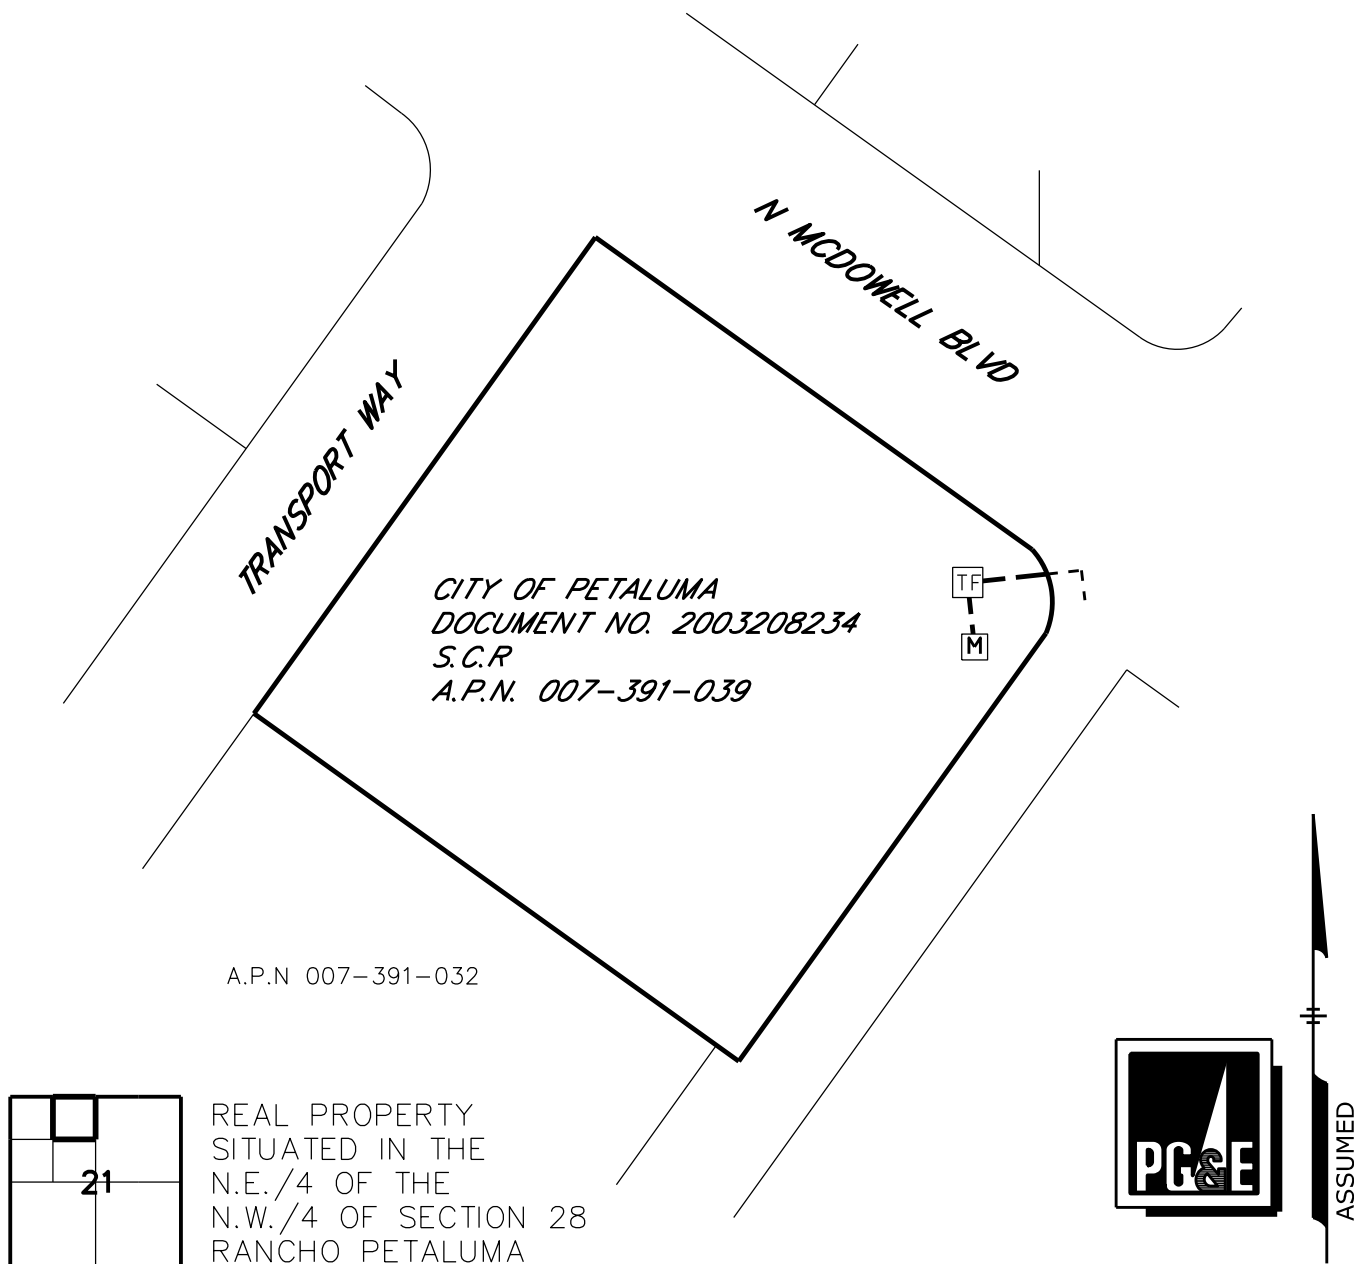 N MCDOWELL BLVD
TRANSPORT WAY
CITY OF PETALUMA
DOCUMENT NO. 2003208234
S.C.R
A.P.N. 007-391-039
TF
M
A.P.N 007-391-032
21
REAL PROPERTY
SITUATED IN THE
N.E./4 OF THE
N.W./4 OF SECTION 28
RANCHO PETALUMA
PG&E
ASSUMED